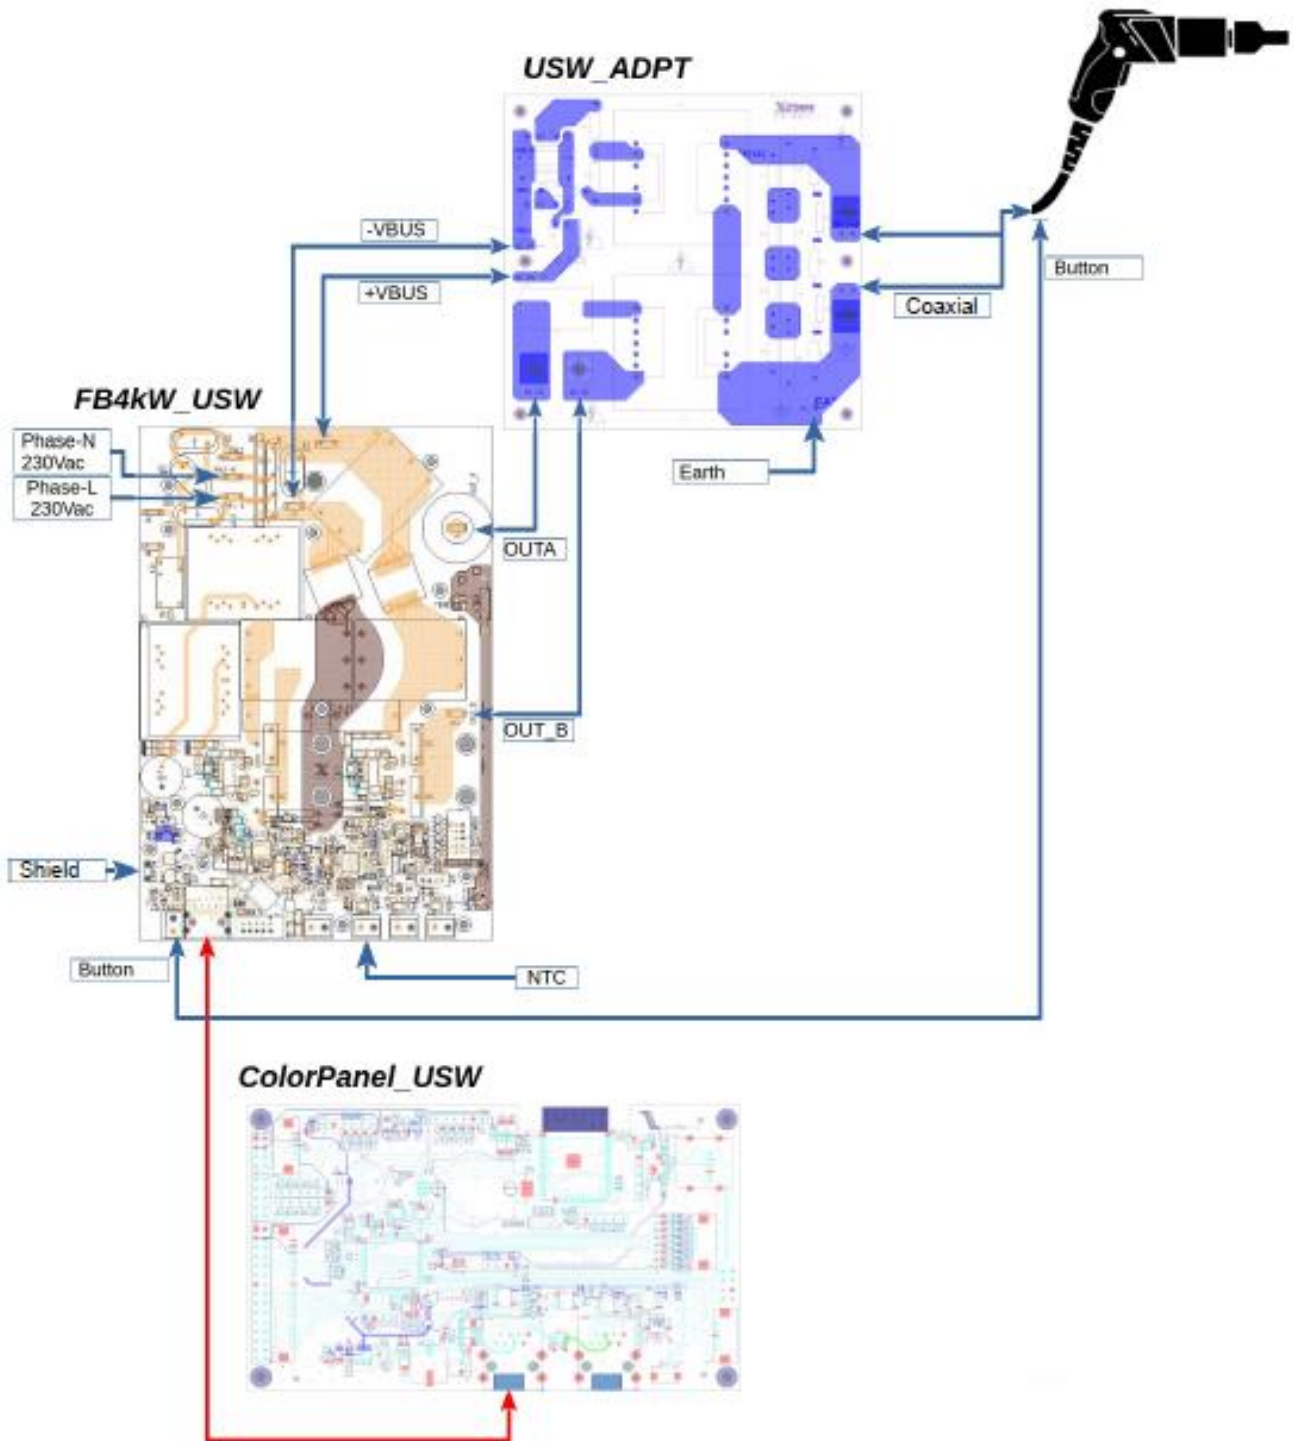 USW_ADPT
-VBUS
+VBUS
Button
Coaxial
FB4kW_USW
Phase-N
230Vac
Phase-L
230Vac
Earth
OUTA
OUT_B
Shield
Button
NTC
ColorPanel_USW